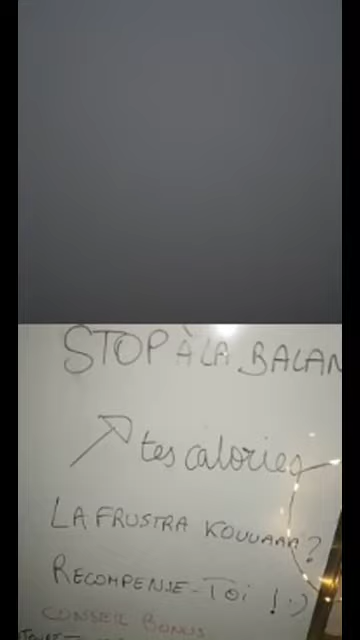 STOP À LA BALAN
tes calories
LA FRUSTRA KOUUAAA ?
RECOMPENSE-TOI ! :)
CONSEIL BONUS